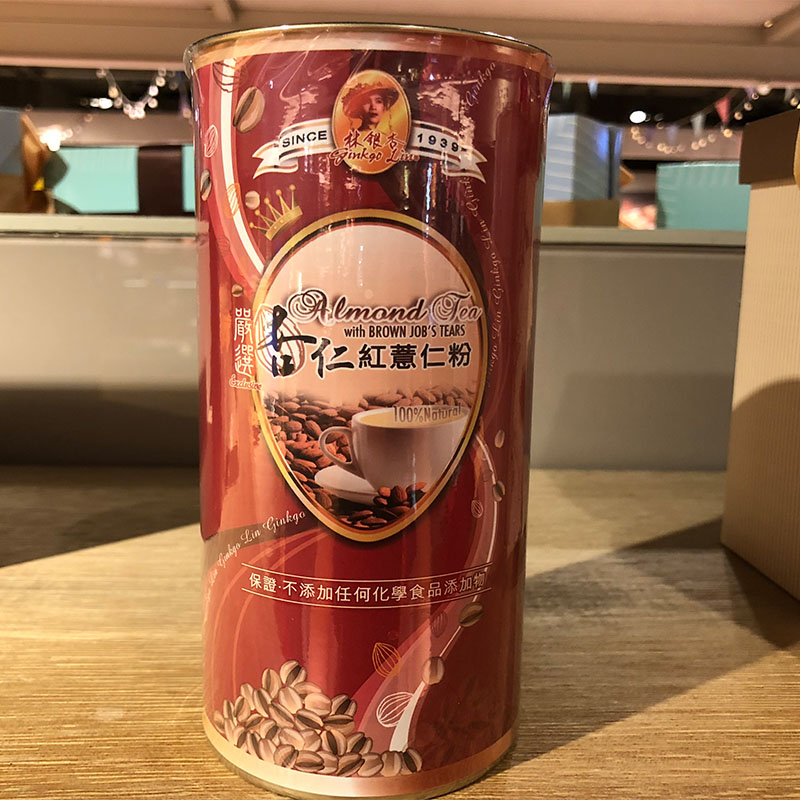 SINCE 1939
林銀杏
Ginkgo Lin
Almond Tea
with BROWN JOB'S TEARS
嚴選
Exclusive
杏仁紅薏仁粉
100%Natural
Lin Ginkgo Lin Ginkgo
保證·不添加任何化學食品添加物